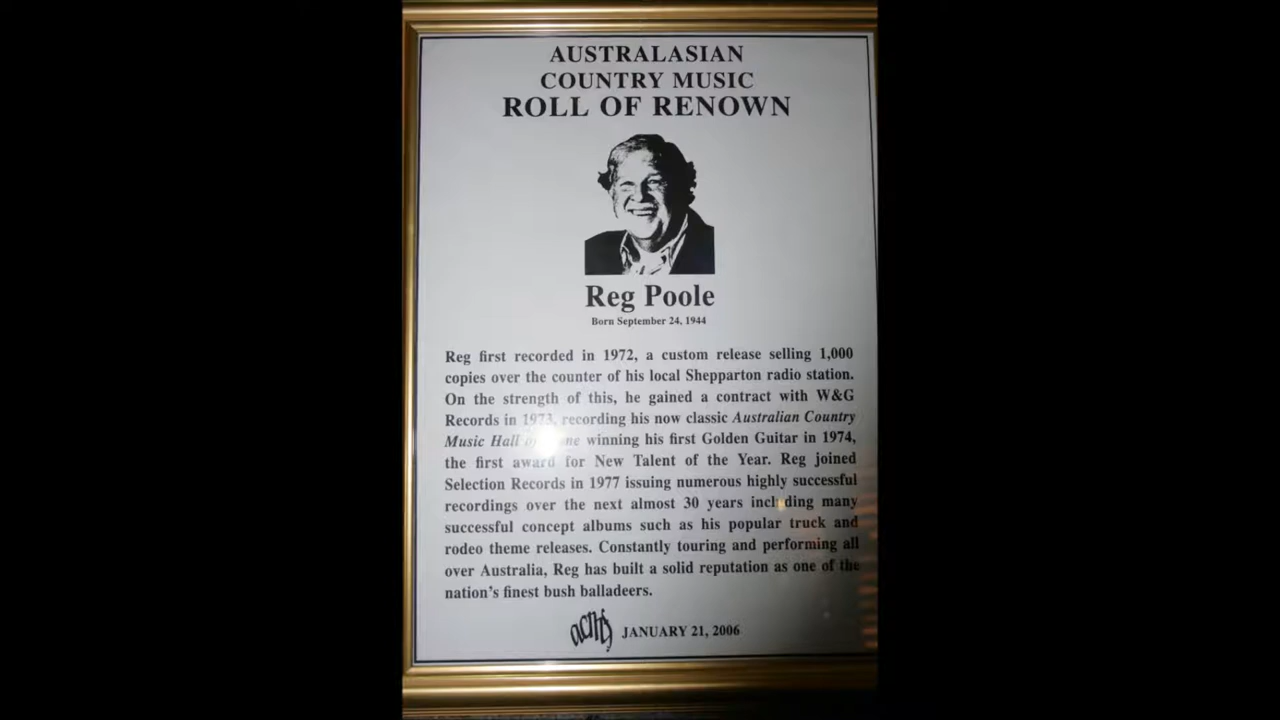 AUSTRALASIAN
COUNTRY MUSIC
ROLL OF RENOWN
Reg Poole
Born September 24, 1944
Reg first recorded in 1972, a custom release selling 1,000
copies over the counter of his local Shepparton radio station.
On the strength of this, he gained a contract with W&G
Records in 1973, recording his now classic Australian Country
Music Hall winning his first Golden Guitar in 1974,
the first award for New Talent of the Year. Reg joined
Selection Records in 1977 issuing numerous highly successful
recordings over the next almost 30 years including many
successful concept albums such as his popular truck and
rodeo theme releases. Constantly touring and performing all
over Australia, Reg has built a solid reputation as one of the
nation's finest bush balladeers.
JANUARY 21, 2006